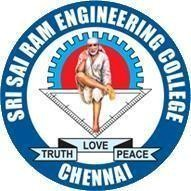 SRI SAI RAM ENGINEERING COLLEGE
LOVE
TRUTH PEACE
CHENNAI